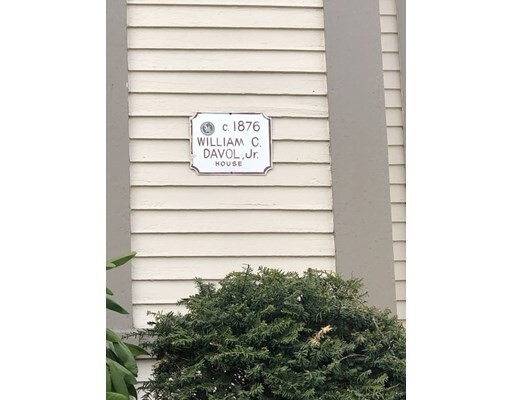 c. 1876
WILLIAM C.
DAVOL, Jr.
HOUSE